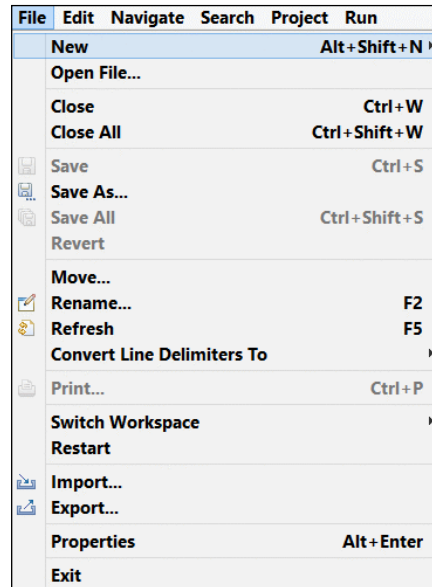 File Edit Navigate Search Project Run
New Alt+Shift+N
Open File...
Close Ctrl+W
Close All Ctrl+Shift+W
Save Ctrl+S
Save As...
Save All Ctrl+Shift+S
Revert
Move...
Rename... F2
Refresh F5
Convert Line Delimiters To
Print... Ctrl+P
Switch Workspace
Restart
Import...
Export...
Properties Alt+Enter
Exit